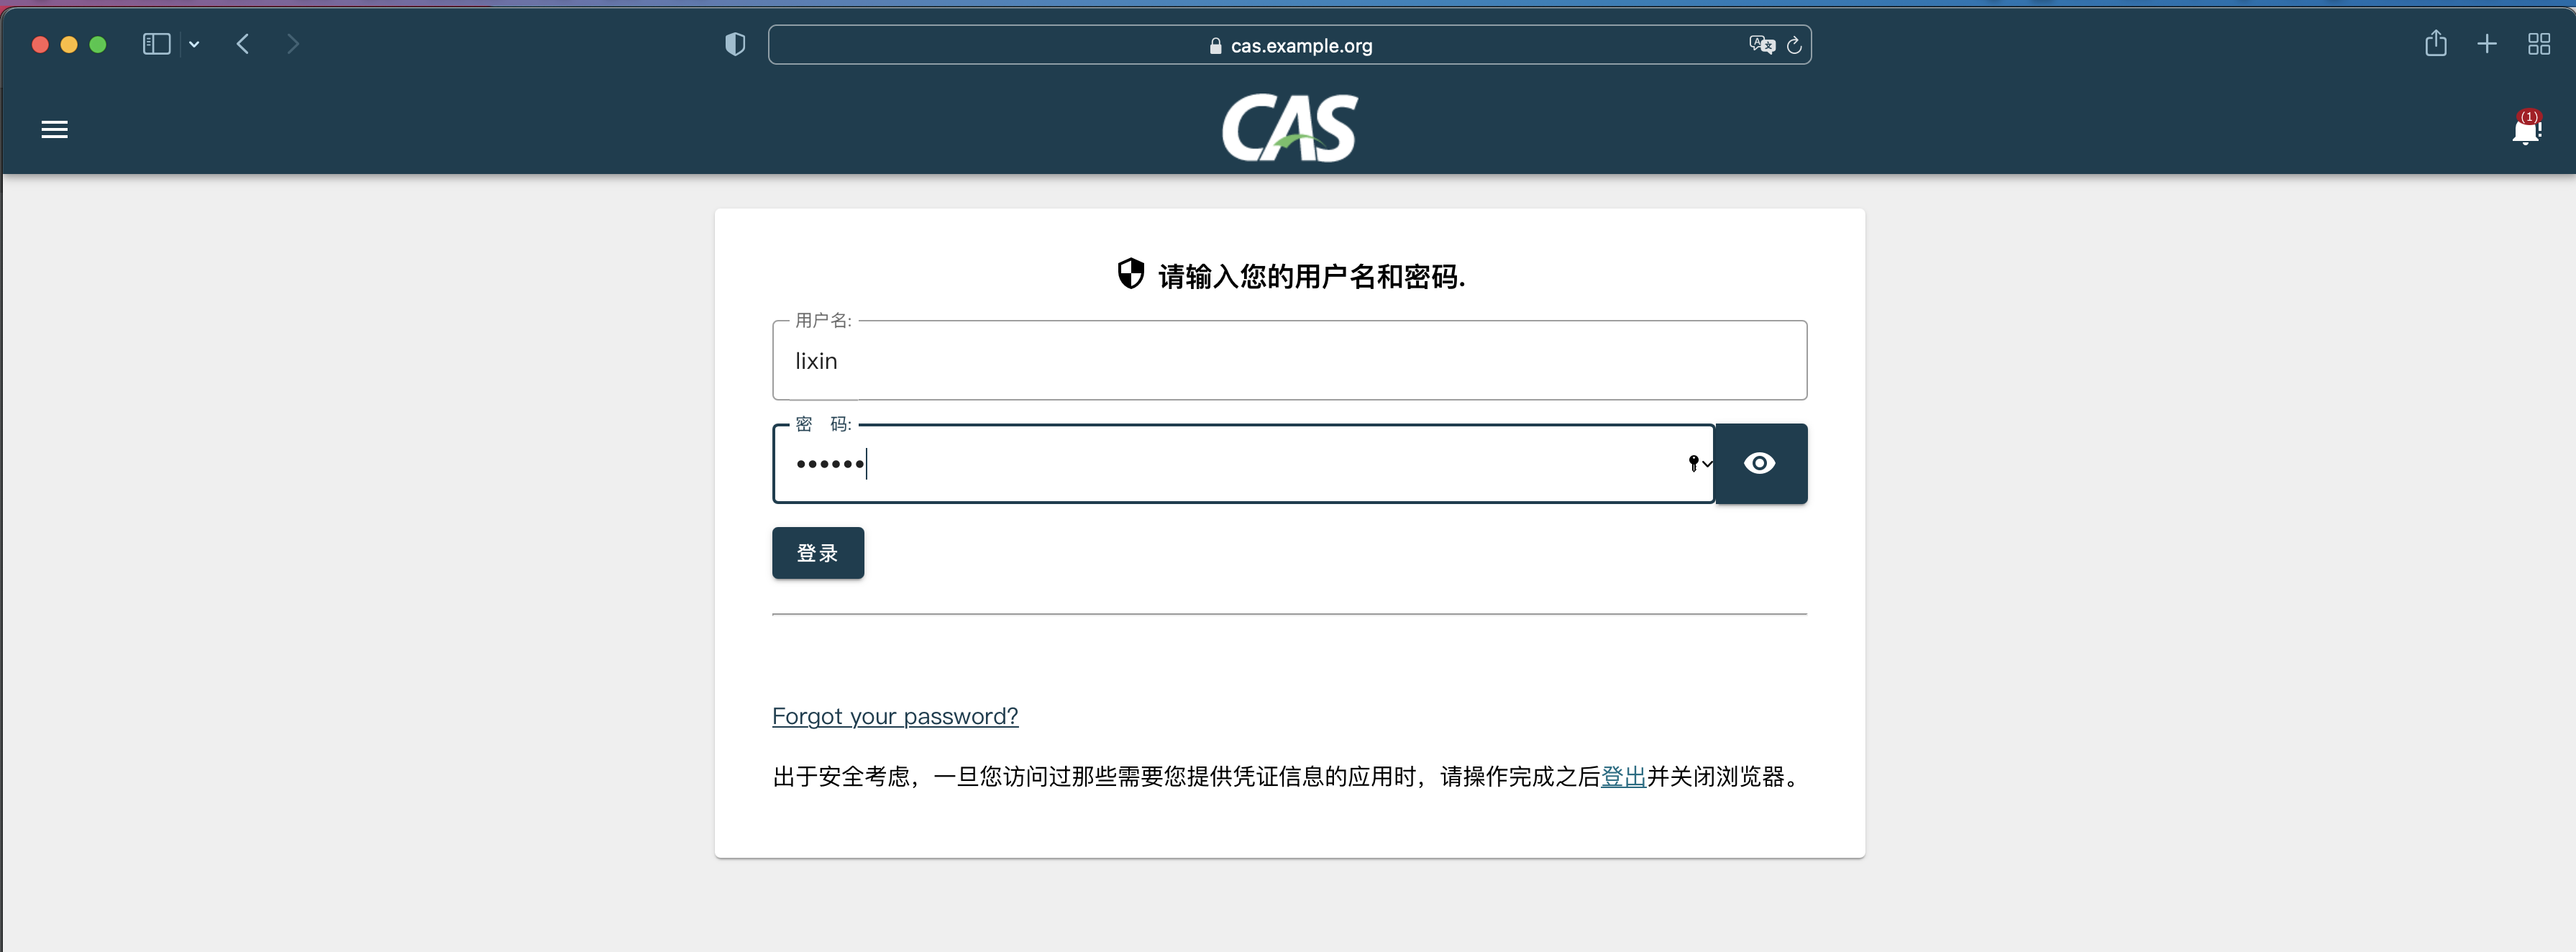 cas.example.org
CAS
(1)
请输入您的用户名和密码.
用户名:
lixin
密　码:
••••••
登录
Forgot your password?
出于安全考虑，一旦您访问过那些需要您提供凭证信息的应用时，请操作完成之后登出并关闭浏览器。